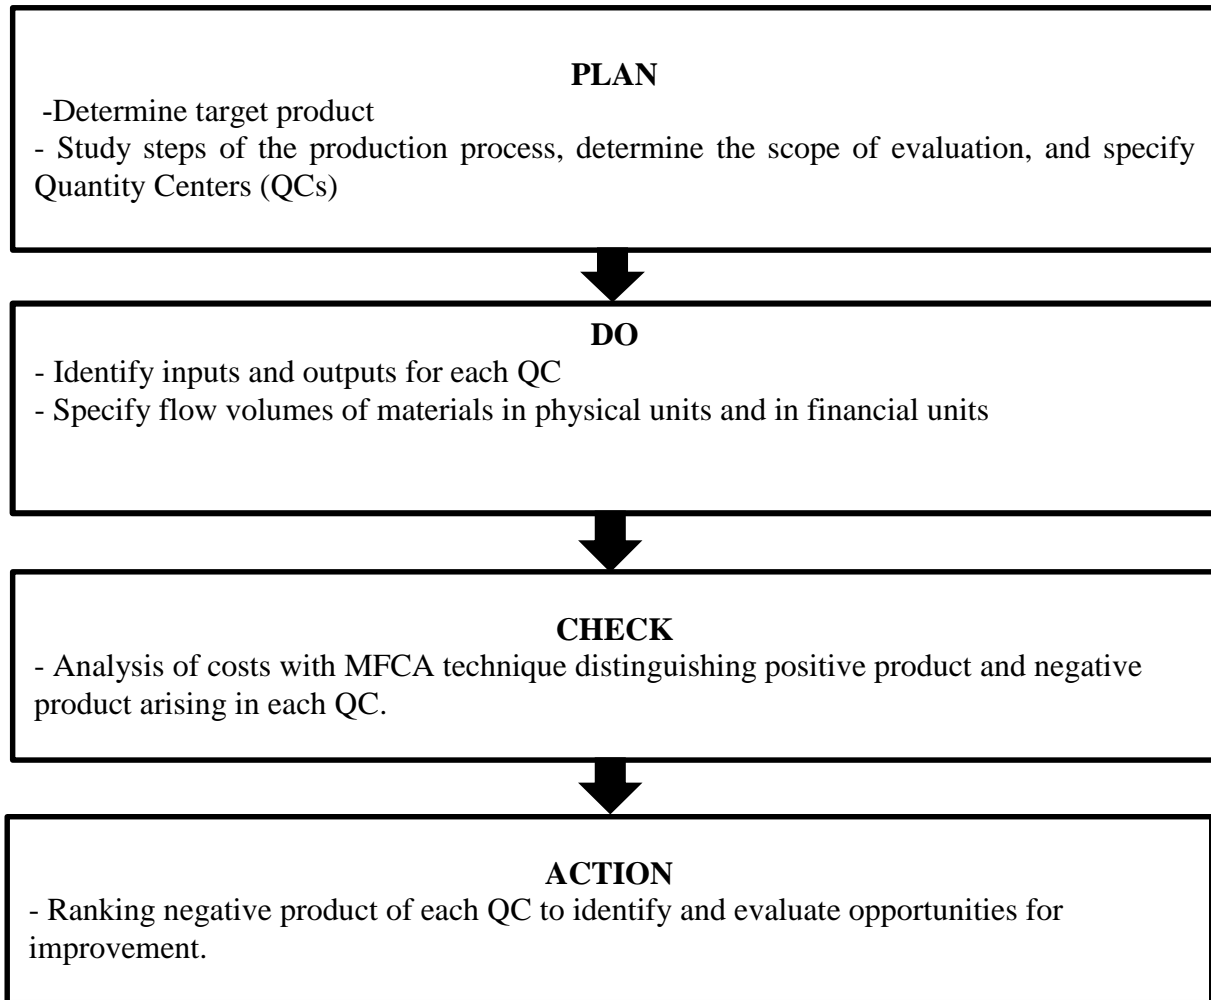 PLAN
-Determine target product
- Study steps of the production process, determine the scope of evaluation, and specify
Quantity Centers (QCs)
DO
- Identify inputs and outputs for each QC
- Specify flow volumes of materials in physical units and in financial units
CHECK
- Analysis of costs with MFCA technique distinguishing positive product and negative
product arising in each QC.
ACTION
- Ranking negative product of each QC to identify and evaluate opportunities for
improvement.